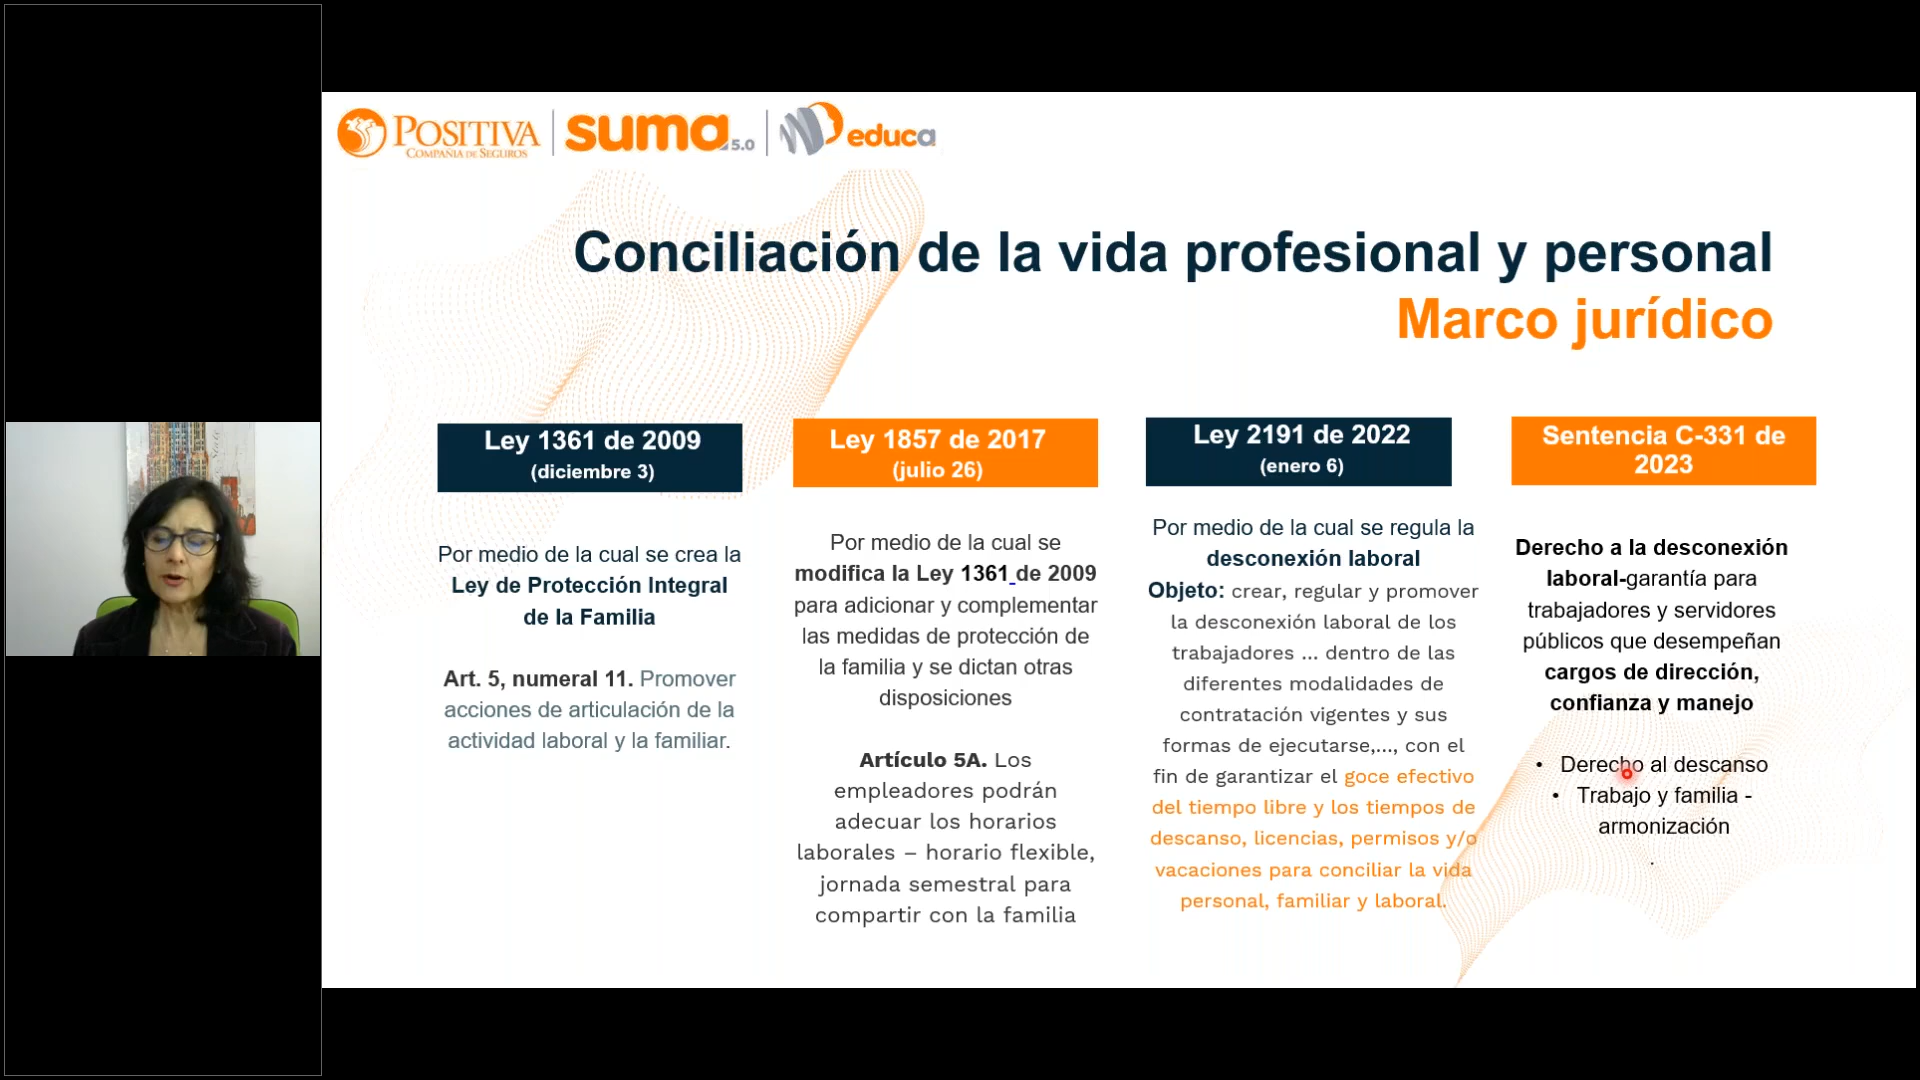 POSITIVA
COMPAÑIA DE SEGUROS
suma 5.0
educa
Conciliación de la vida profesional y personal
Marco jurídico
Ley 1361 de 2009
(diciembre 3)
Por medio de la cual se crea la
Ley de Protección Integral
de la Familia
Art. 5, numeral 11. Promover
acciones de articulación de la
actividad laboral y la familiar.
Ley 1857 de 2017
(julio 26)
Por medio de la cual se
modifica la Ley 1361 de 2009
para adicionar y complementar
las medidas de protección de
la familia y se dictan otras
disposiciones
Artículo 5A. Los
empleadores podrán
adecuar los horarios
laborales – horario flexible,
jornada semestral para
compartir con la familia
Ley 2191 de 2022
(enero 6)
Por medio de la cual se regula la
desconexión laboral
Objeto: crear, regular y promover
la desconexión laboral de los
trabajadores ... dentro de las
diferentes modalidades de
contratación vigentes y sus
formas de ejecutarse,..., con el
fin de garantizar el goce efectivo
del tiempo libre y los tiempos de
descanso, licencias, permisos y/o
vacaciones para conciliar la vida
personal, familiar y laboral.
Sentencia C-331 de
2023
Derecho a la desconexión
laboral-garantía para
trabajadores y servidores
públicos que desempeñan
cargos de dirección,
confianza y manejo
• Derecho al descanso
• Trabajo y familia -
armonización
.